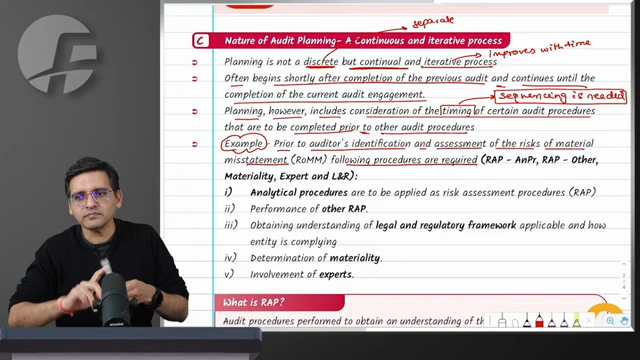 separate
C Nature of Audit Planning- A Continuous and iterative process
improves with time
Planning is not a discrete but continual and iterative process
Often begins shortly after completion of the previous audit and continues until the
completion of the current audit engagement.
sequencing is needed
Planning, however, includes consideration of the timing of certain audit procedures
that are to be completed prior to other audit procedures
Example - Prior to auditor's identification and assessment of the risks of material
misstatement (RoMM) following procedures are required (RAP - AnPr, RAP - Other,
Materiality, Expert and L&R):
i) Analytical procedures are to be applied as risk assessment procedures (RAP)
ii) Performance of other RAP.
iii) Obtaining understanding of legal and regulatory framework applicable and how
entity is complying
iv) Determination of materiality.
v) Involvement of experts.
What is RAP?
Audit procedures performed to obtain an understanding of th